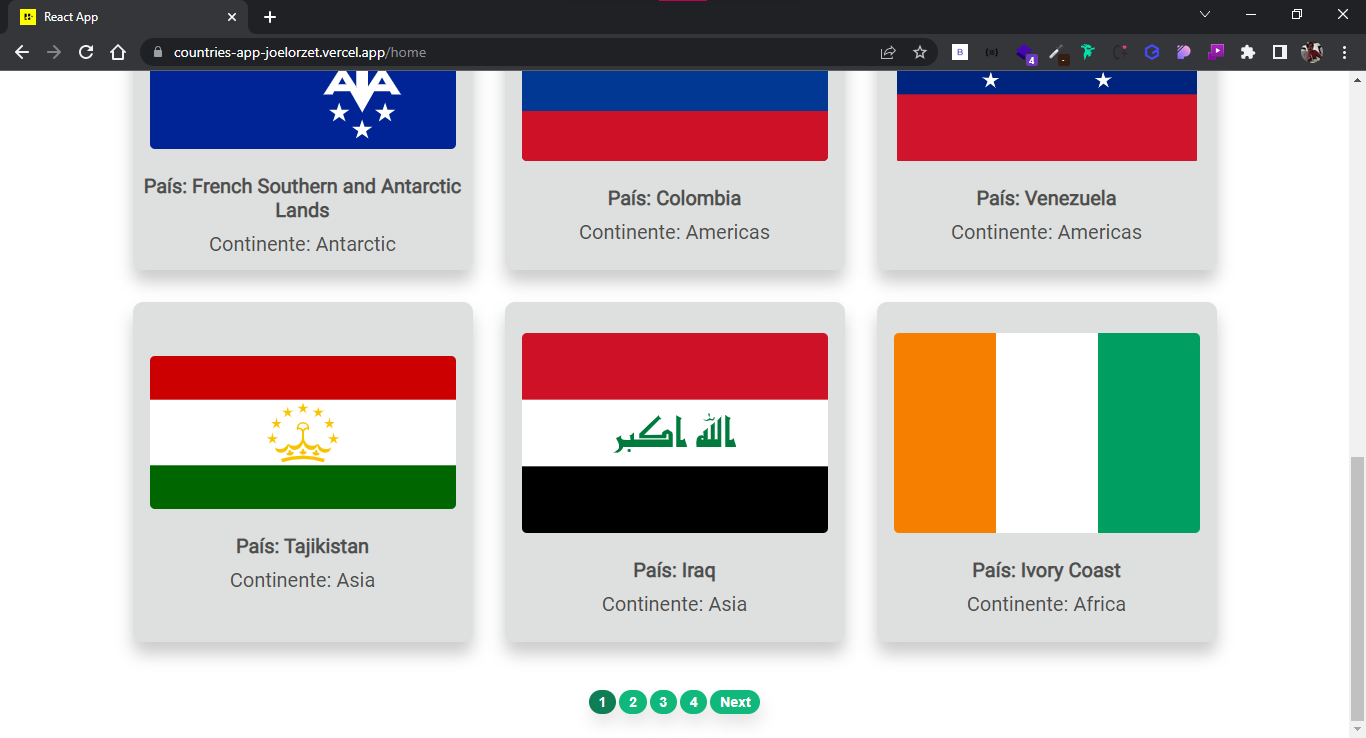 React App
countries-app-joelorzet.vercel.app/home
B
4
País: French Southern and Antarctic
Lands
Continente: Antarctic
País: Colombia
Continente: Americas
País: Venezuela
Continente: Americas
الله اكبر
País: Tajikistan
Continente: Asia
País: Iraq
Continente: Asia
País: Ivory Coast
Continente: Africa
1 2 3 4 Next